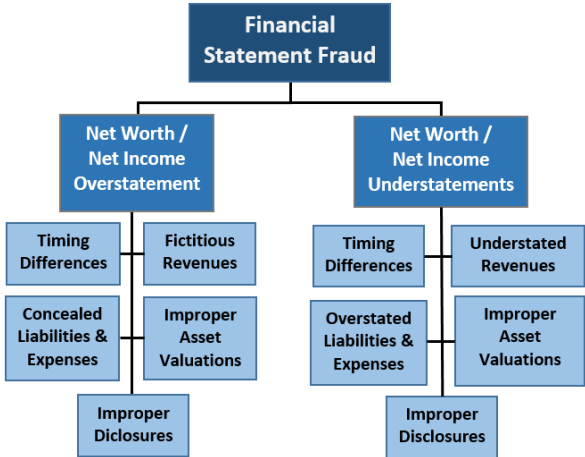 Financial
Statement Fraud
Net Worth /
Net Income
Overstatement
Net Worth /
Net Income
Understatements
Timing
Differences
Fictitious
Revenues
Timing
Differences
Understated
Revenues
Concealed
Liabilities &
Expenses
Improper
Asset
Valuations
Overstated
Liabilities &
Expenses
Improper
Asset
Valuations
Improper
Diclosures
Improper
Disclosures